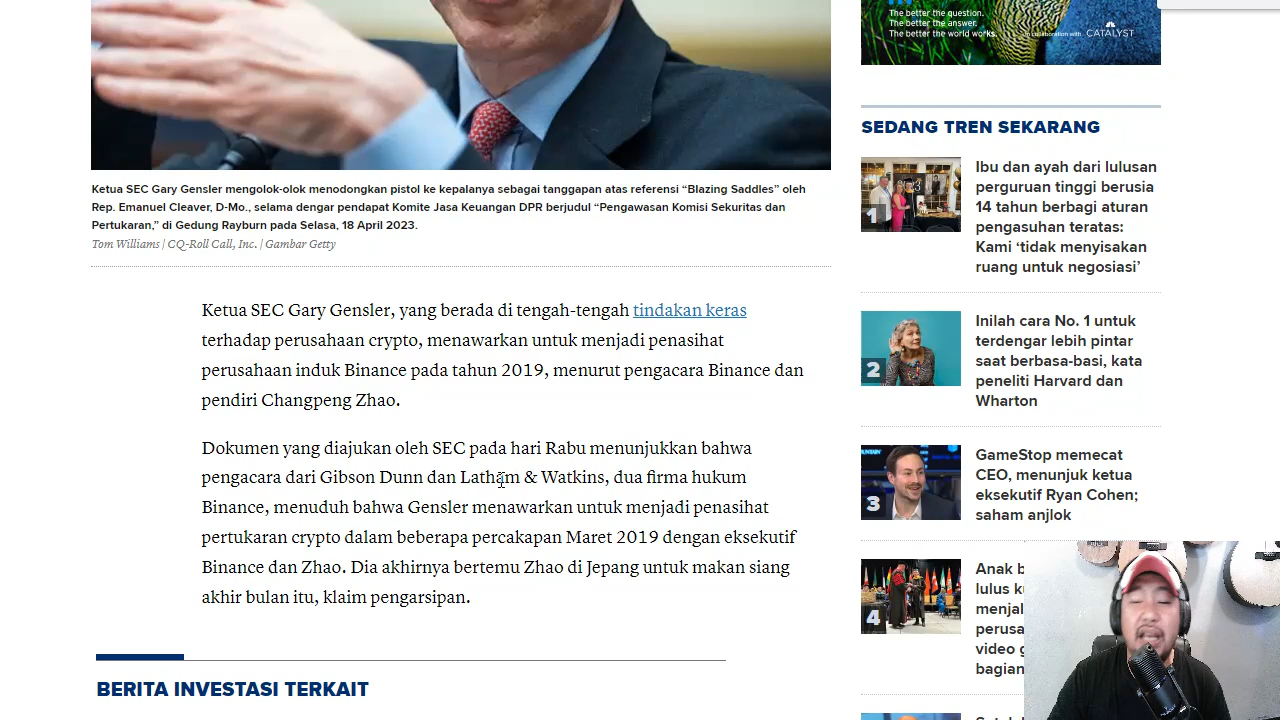 The better the question.
The better the answer.
The better the world works.
In collaboration with CATALYST
Ketua SEC Gary Gensler mengolok-olok menodongkan pistol ke kepalanya sebagai tanggapan atas referensi “Blazing Saddles” oleh
Rep. Emanuel Cleaver, D-Mo., selama dengar pendapat Komite Jasa Keuangan DPR berjudul “Pengawasan Komisi Sekuritas dan
Pertukaran,” di Gedung Rayburn pada Selasa, 18 April 2023.
Tom Williams | CQ-Roll Call, Inc. | Gambar Getty
Ketua SEC Gary Gensler, yang berada di tengah-tengah tindakan keras
terhadap perusahaan crypto, menawarkan untuk menjadi penasihat
perusahaan induk Binance pada tahun 2019, menurut pengacara Binance dan
pendiri Changpeng Zhao.
Dokumen yang diajukan oleh SEC pada hari Rabu menunjukkan bahwa
pengacara dari Gibson Dunn dan Latham & Watkins, dua firma hukum
Binance, menuduh bahwa Gensler menawarkan untuk menjadi penasihat
pertukaran crypto dalam beberapa percakapan Maret 2019 dengan eksekutif
Binance dan Zhao. Dia akhirnya bertemu Zhao di Jepang untuk makan siang
akhir bulan itu, klaim pengarsipan.
BERITA INVESTASI TERKAIT
SEDANG TREN SEKARANG
1
Ibu dan ayah dari lulusan
perguruan tinggi berusia
14 tahun berbagi aturan
pengasuhan teratas:
Kami ‘tidak menyisakan
ruang untuk negosiasi’
2
Inilah cara No. 1 untuk
terdengar lebih pintar
saat berbasa-basi, kata
peneliti Harvard dan
Wharton
3
GameStop memecat
CEO, menunjuk ketua
eksekutif Ryan Cohen;
saham anjlok
4
Anak
lulus
video
bagian